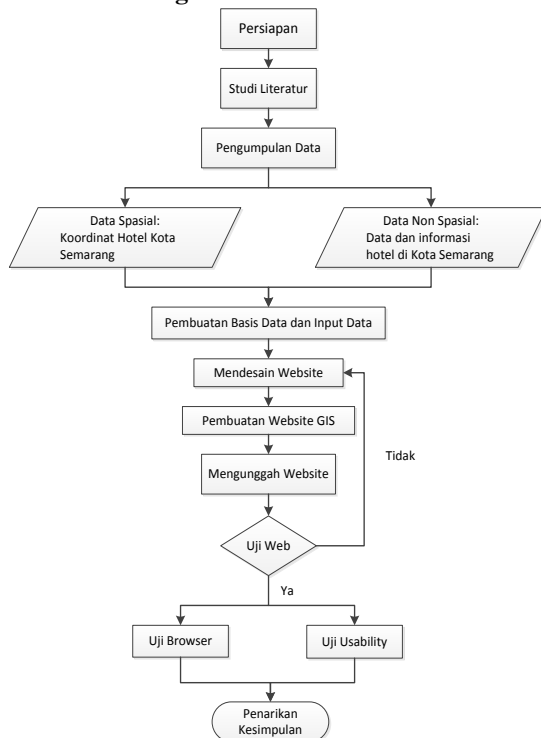 Persiapan
Studi Literatur
Pengumpulan Data
Data Spasial:
Koordinat Hotel Kota
Semarang
Data Non Spasial:
Data dan informasi
hotel di Kota Semarang
Pembuatan Basis Data dan Input Data
Mendesain Website
Pembuatan Website GIS
Mengunggah Website
Tidak
Uji Web
Ya
Uji Browser
Uji Usability
Penarikan
Kesimpulan